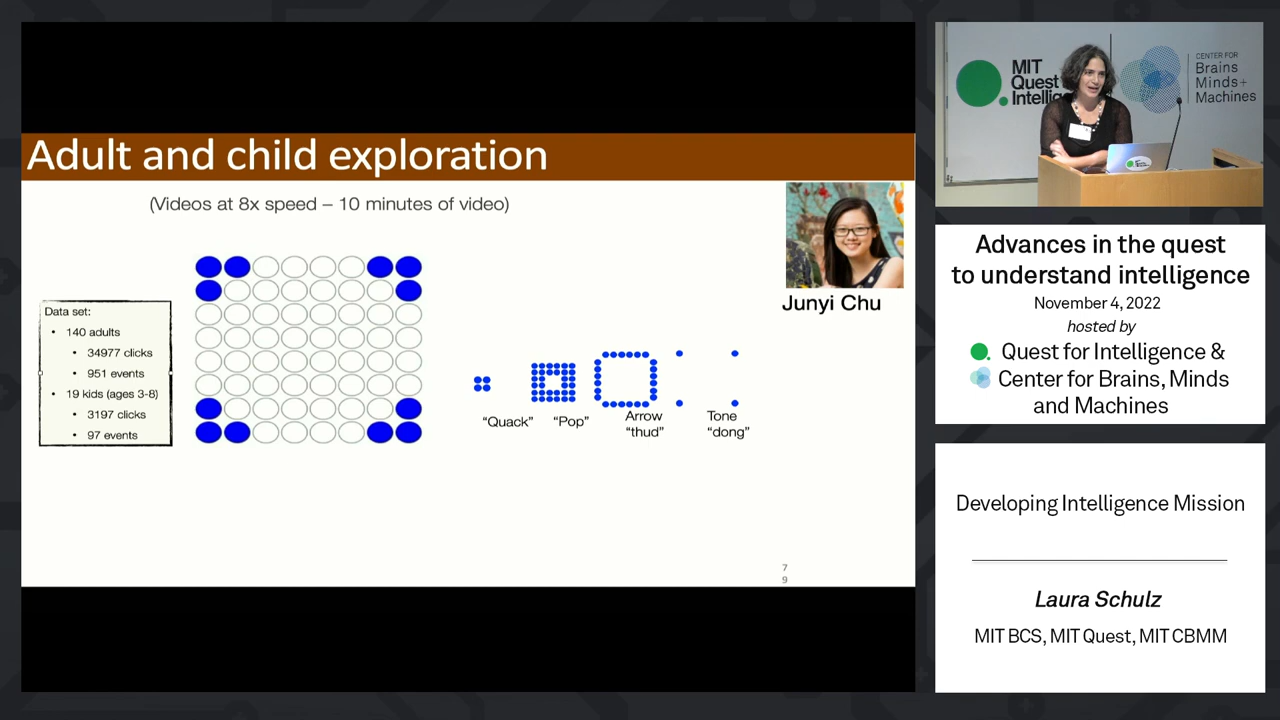 Adult and child exploration
(Videos at 8x speed – 10 minutes of video)
Data set:
• 140 adults
• 34977 clicks
• 951 events
• 19 kids (ages 3-8)
• 3197 clicks
• 97 events
"Quack"
"Pop"
Arrow
"thud"
Tone
"dong"
Junyi Chu
7
9
MIT
Quest
Intellig
CENTER FOR
Brains
Minds+
Machines
Advances in the quest
to understand intelligence
November 4, 2022
hosted by
Quest for Intelligence &
Center for Brains, Minds
and Machines
Developing Intelligence Mission
Laura Schulz
MIT BCS, MIT Quest, MIT CBMM